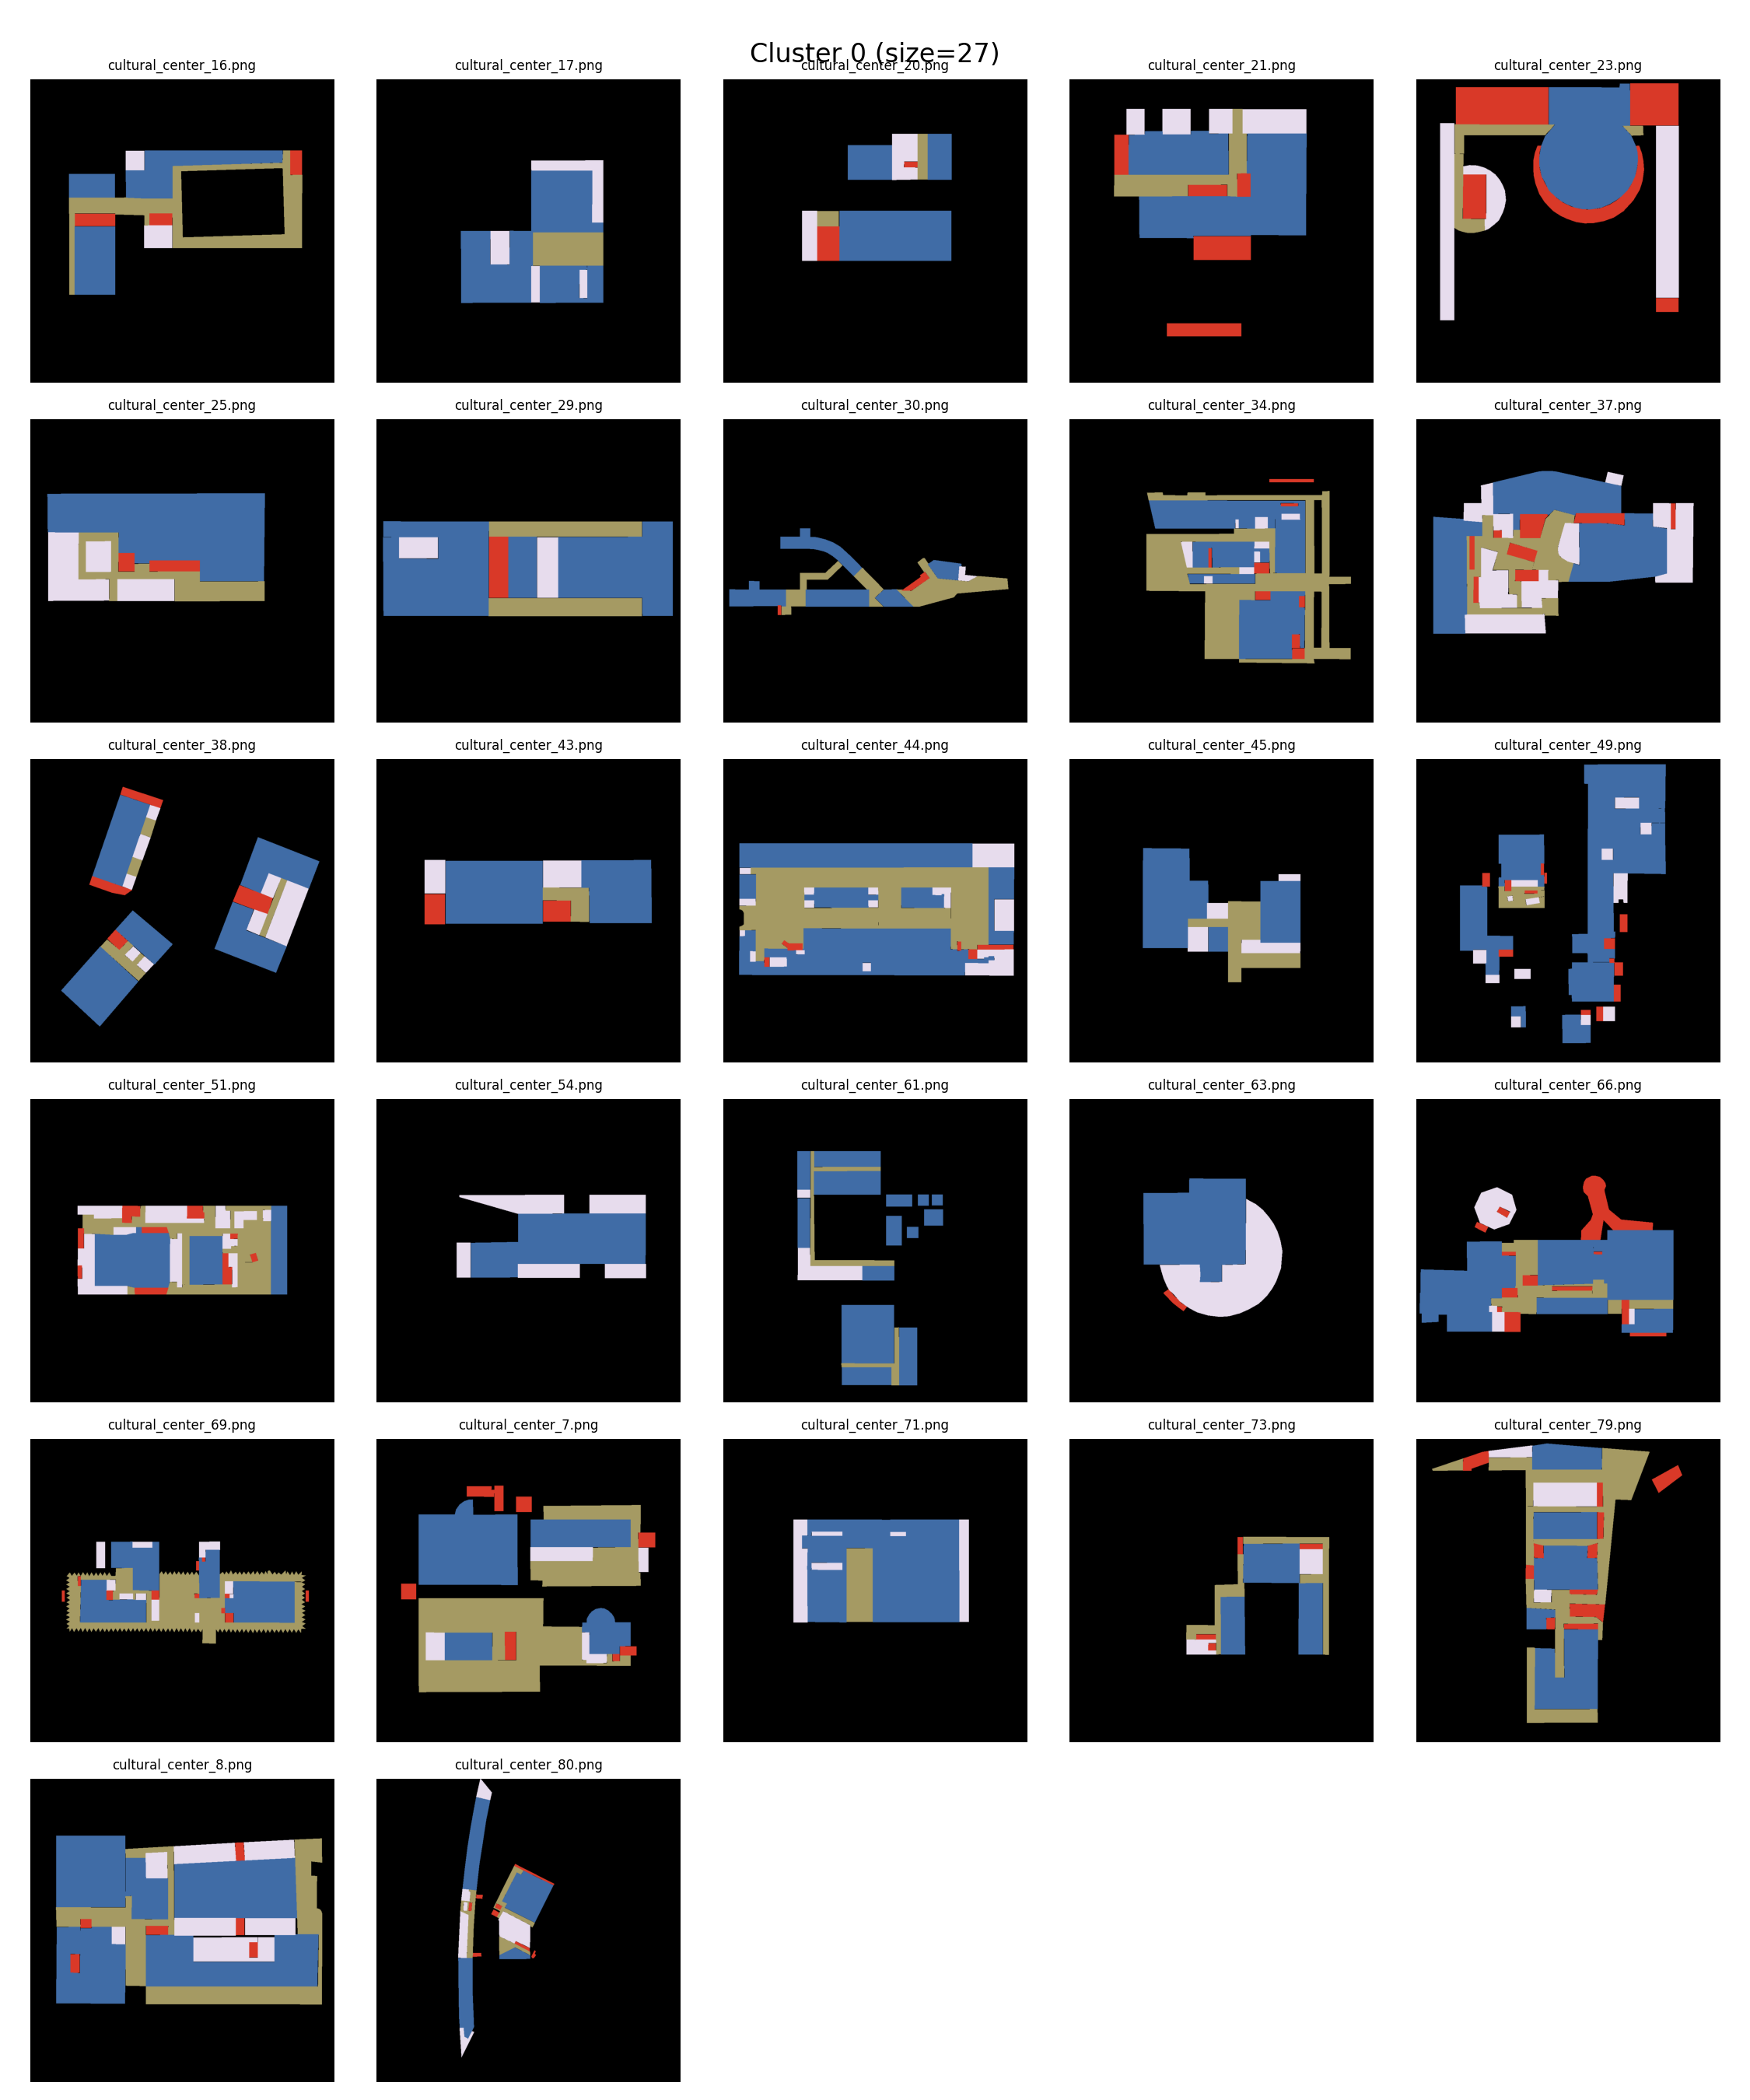 Cluster 0 (size=27)
cultural_center_16.png
cultural_center_17.png
cultural_center_20.png
cultural_center_21.png
cultural_center_23.png
cultural_center_25.png
cultural_center_29.png
cultural_center_30.png
cultural_center_34.png
cultural_center_37.png
cultural_center_38.png
cultural_center_43.png
cultural_center_44.png
cultural_center_45.png
cultural_center_49.png
cultural_center_51.png
cultural_center_54.png
cultural_center_61.png
cultural_center_63.png
cultural_center_66.png
cultural_center_69.png
cultural_center_7.png
cultural_center_71.png
cultural_center_73.png
cultural_center_79.png
cultural_center_8.png
cultural_center_80.png